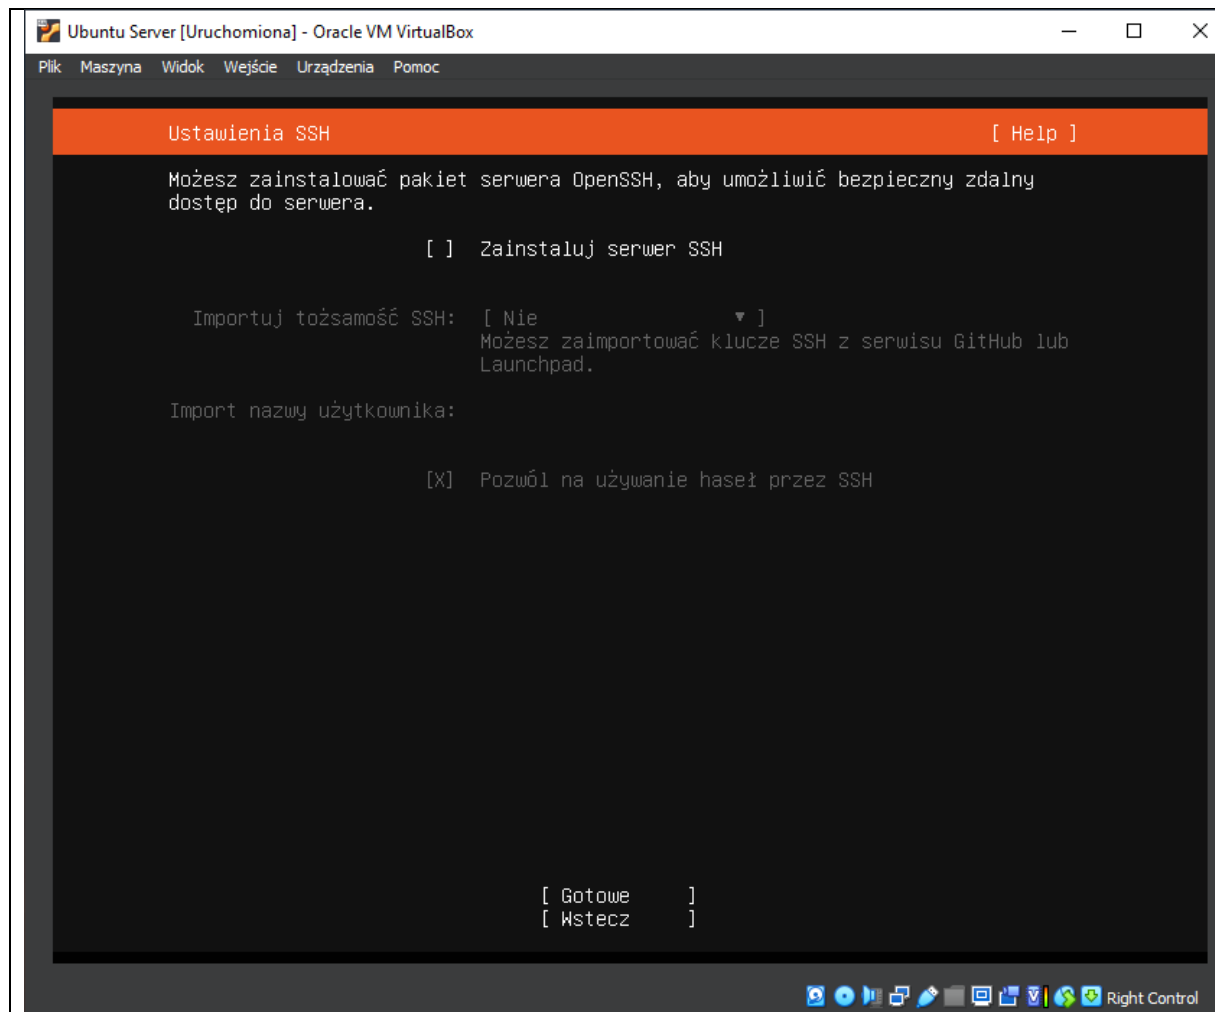 Ubuntu Server [Uruchomiona] - Oracle VM VirtualBox
Plik Maszyna Widok Wejście Urządzenia Pomoc
Ustawienia SSH [ Help ]
Możesz zainstalować pakiet serwera OpenSSH, aby umożliwić bezpieczny zdalny
dostęp do serwera.
[ ] Zainstaluj serwer SSH
Importuj tożsamość SSH: [ Nie ▾ ]
Możesz zaimportować klucze SSH z serwisu GitHub lub
Launchpad.
Import nazwy użytkownika:
[X] Pozwól na używanie haseł przez SSH
[ Gotowe ]
[ Wstecz ]
Right Control